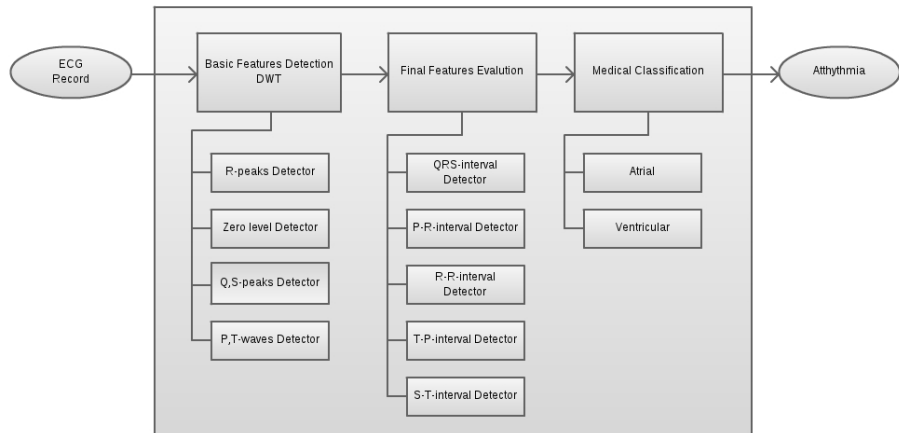 ECG
Record
Basic Features Detection
DWT
Final Features Evalution
Medical Classification
Atthythmia
R-peaks Detector
Zero level Detector
Q,S-peaks Detector
P,T-waves Detector
QRS-interval
Detector
P-R-interval Detector
R-R-interval
Detector
T-P-interval Detector
S-T-interval Detector
Atrial
Ventricular